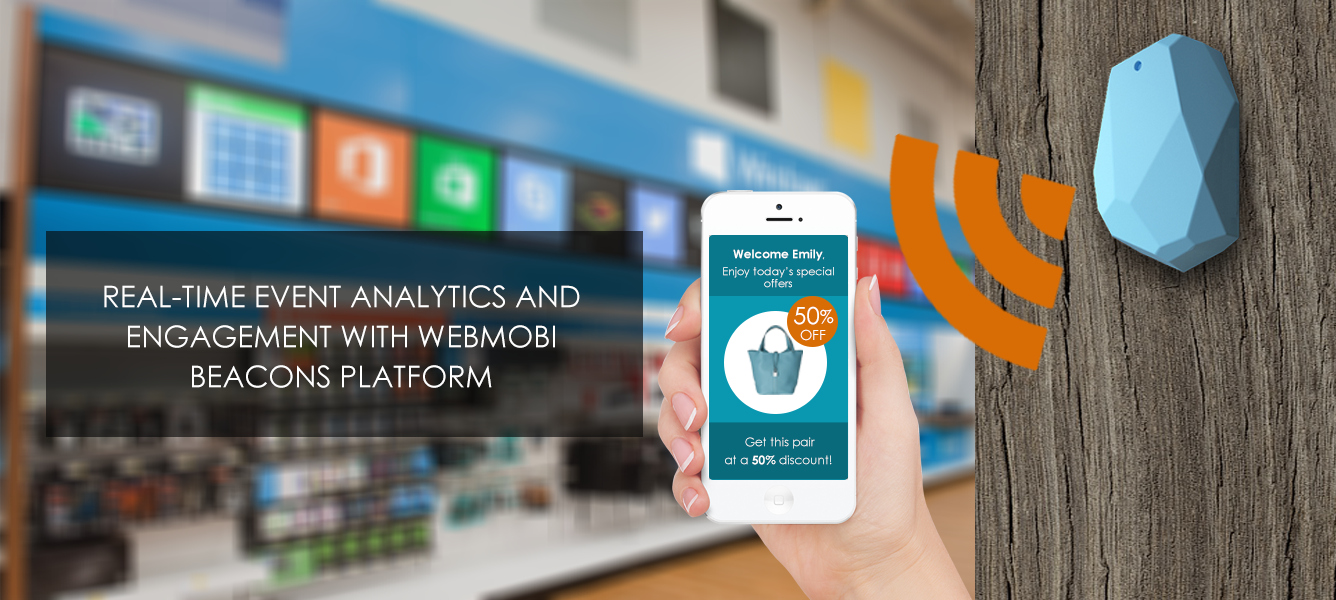 REAL-TIME EVENT ANALYTICS AND
ENGAGEMENT WITH WEBMOBI
BEACONS PLATFORM
Welcome Emily,
Enjoy today's special
offers
50%
OFF
Get this pair
at a 50% discount!